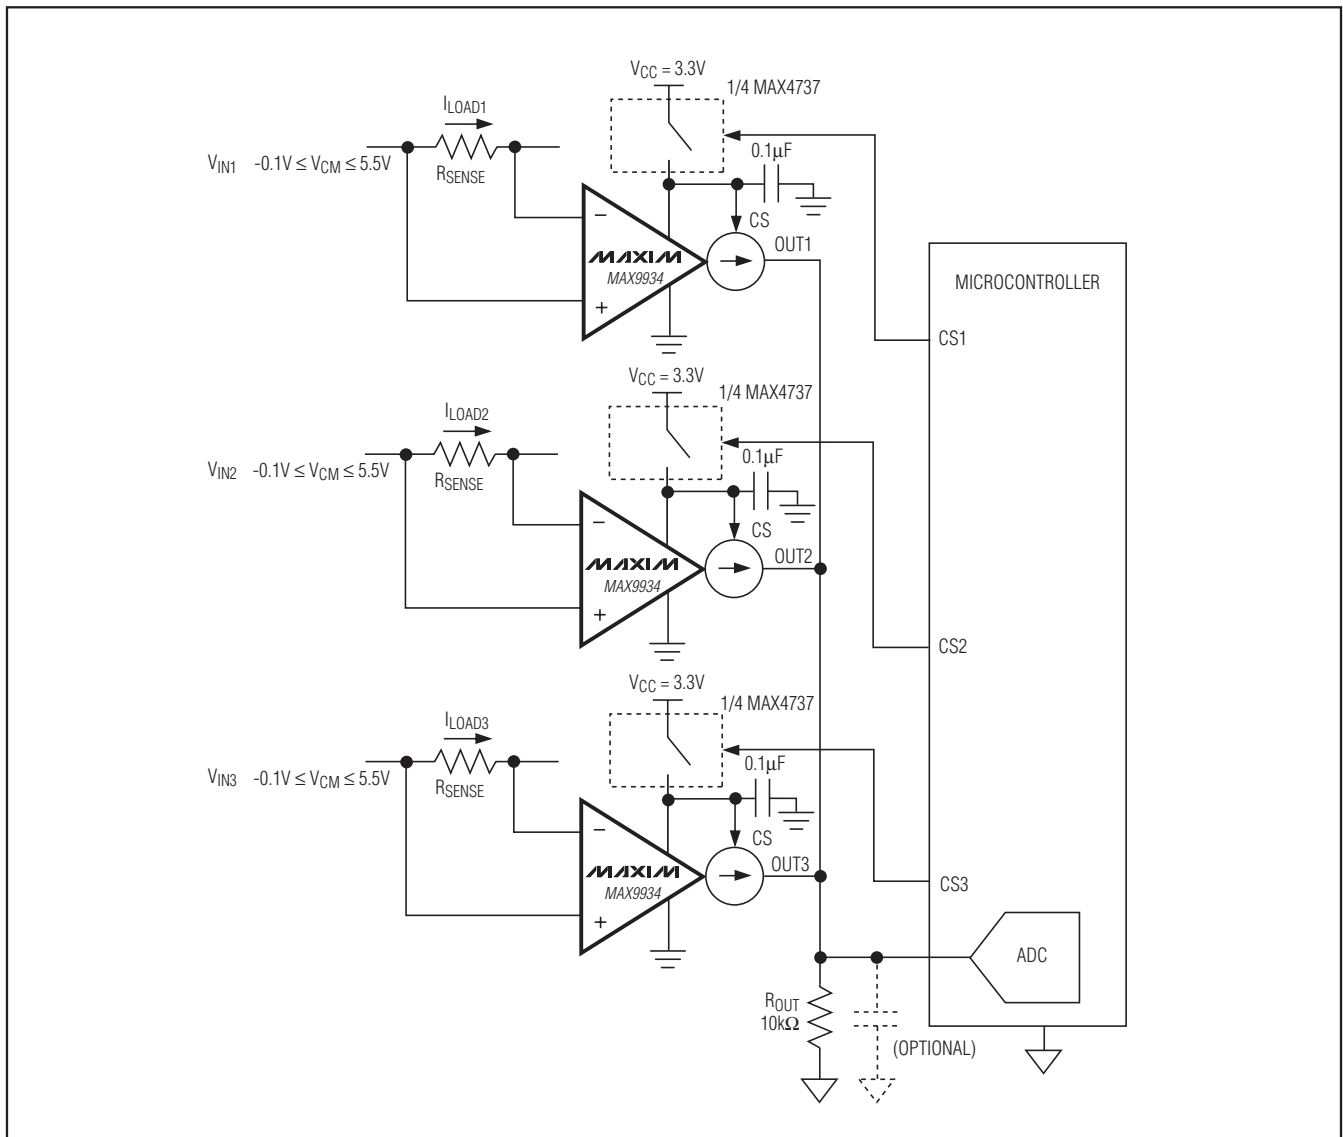 VCC = 3.3V
1/4 MAX4737
ILOAD1
0.1µF
VIN1 -0.1V ≤ VCM ≤ 5.5V
RSENSE
CS
−
OUT1
MAXIM
MAX9934
+
MICROCONTROLLER
CS1
VCC = 3.3V
1/4 MAX4737
ILOAD2
0.1µF
VIN2 -0.1V ≤ VCM ≤ 5.5V
RSENSE
CS
−
OUT2
MAXIM
MAX9934
+
CS2
VCC = 3.3V
1/4 MAX4737
ILOAD3
0.1µF
VIN3 -0.1V ≤ VCM ≤ 5.5V
RSENSE
CS
−
OUT3
MAXIM
MAX9934
+
CS3
ADC
ROUT
10kΩ
(OPTIONAL)